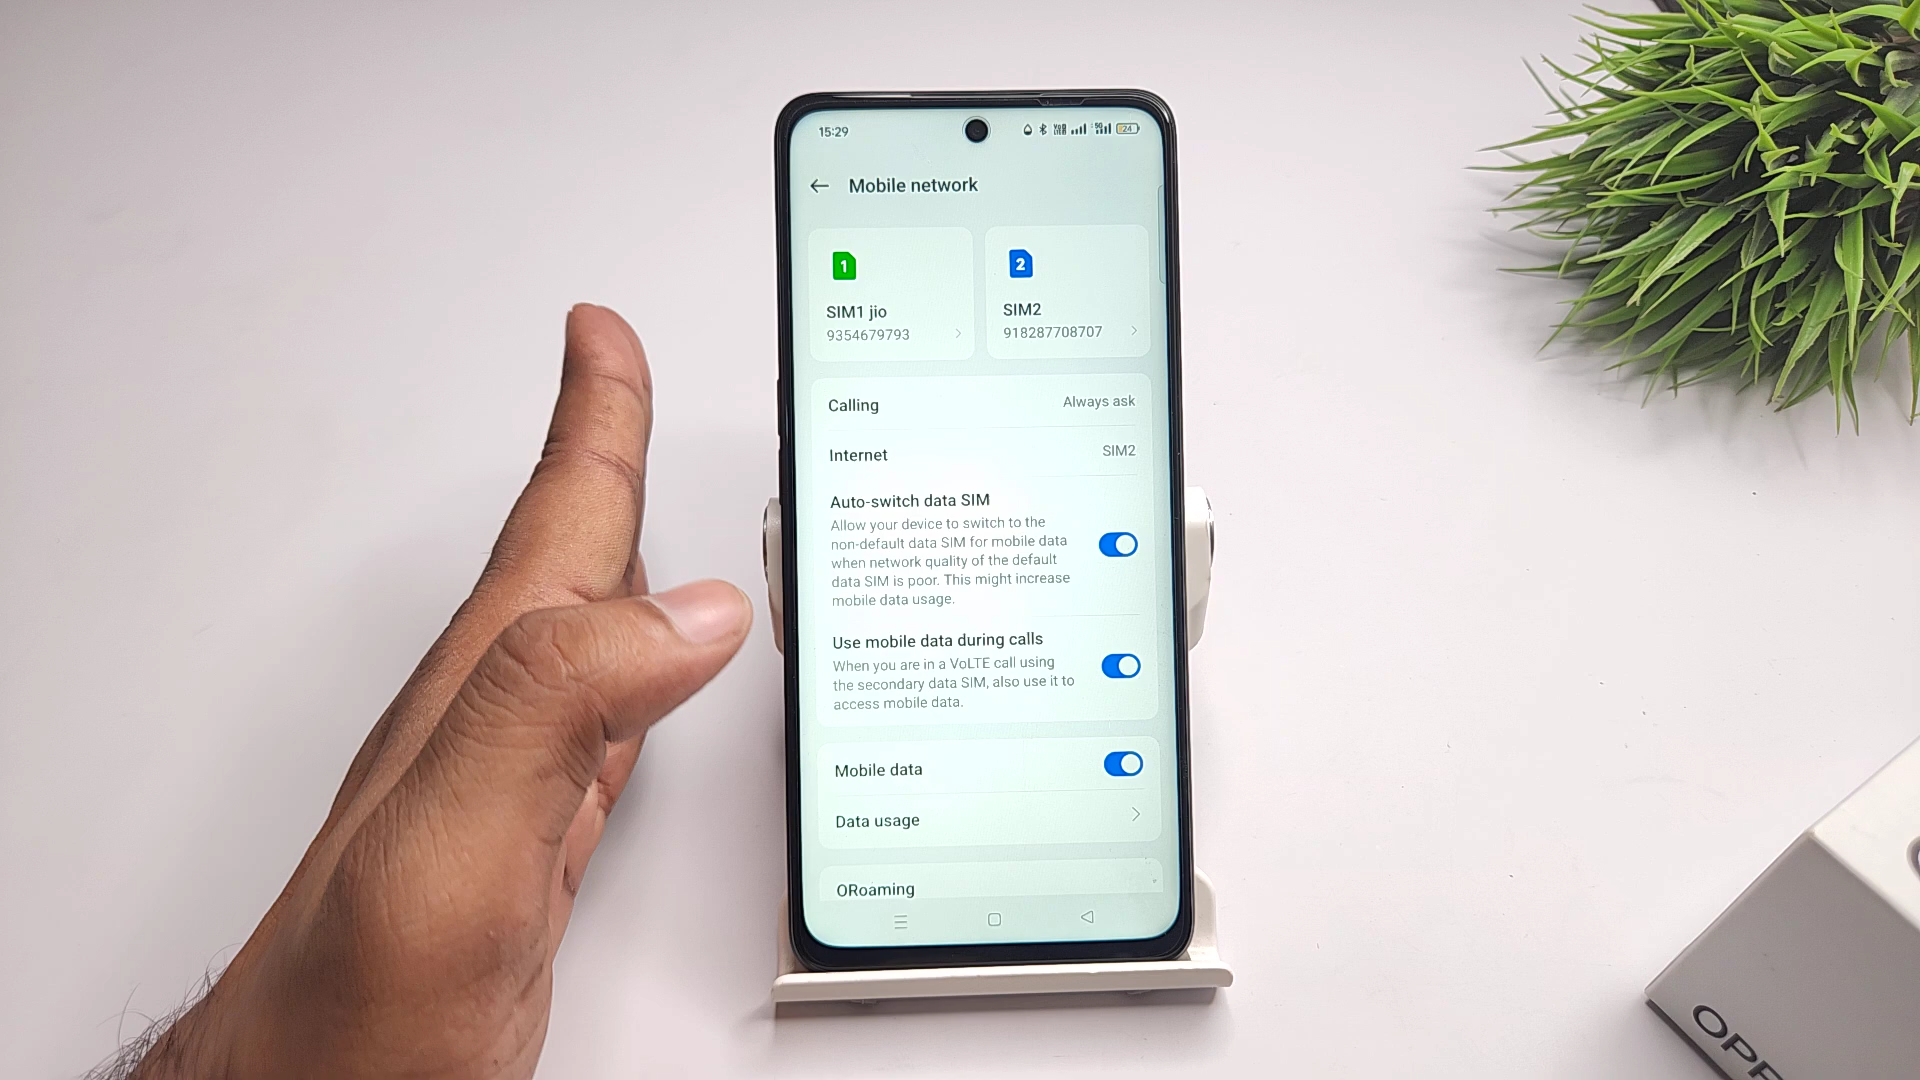 15:29
24
Mobile network
1
2
SIM1 jio
SIM2
9354679793
918287708707
Calling
Always ask
Internet
SIM2
Auto-switch data SIM
Allow your device to switch to the
non-default data SIM for mobile data
when network quality of the default
data SIM is poor. This might increase
mobile data usage.
Use mobile data during calls
When you are in a VoLTE call using
the secondary data SIM, also use it to
access mobile data.
Mobile data
Data usage
ORoaming
OPP